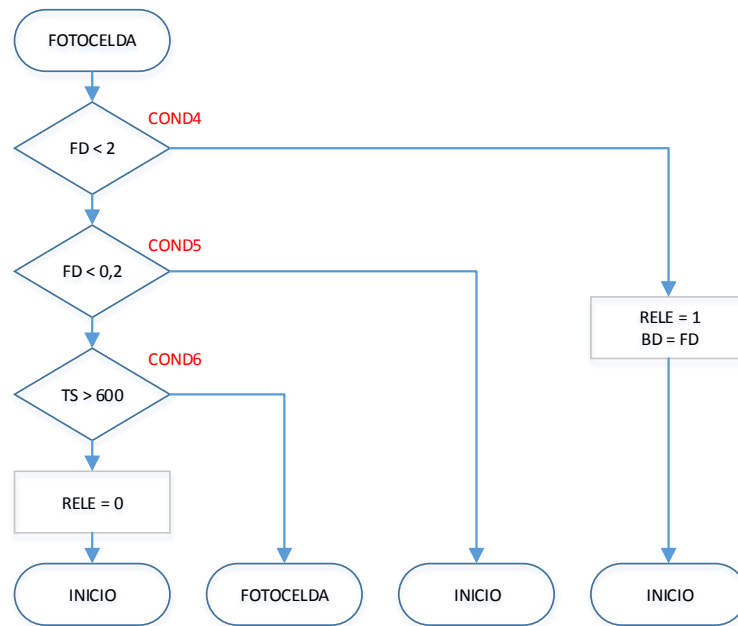 FOTOCELDA
COND4
FD < 2
COND5
FD < 0,2
RELE = 1
BD = FD
COND6
TS > 600
RELE = 0
INICIO
FOTOCELDA
INICIO
INICIO